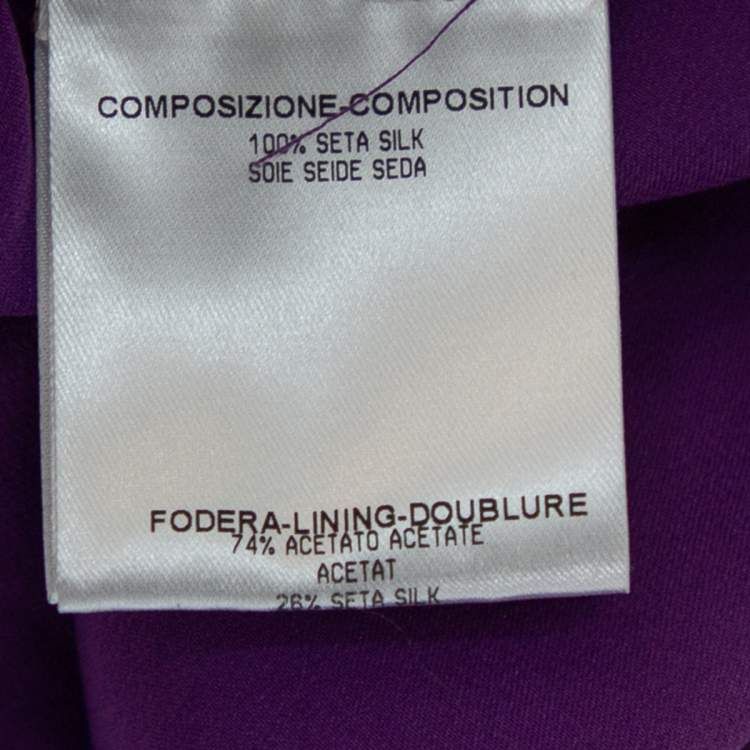 COMPOSIZIONE-COMPOSITION
100% SETA SILK
SOIE SEIDE SEDA
FODERA-LINING-DOUBLURE
74% ACETATO ACETATE
ACETAT
26% SETA SILK